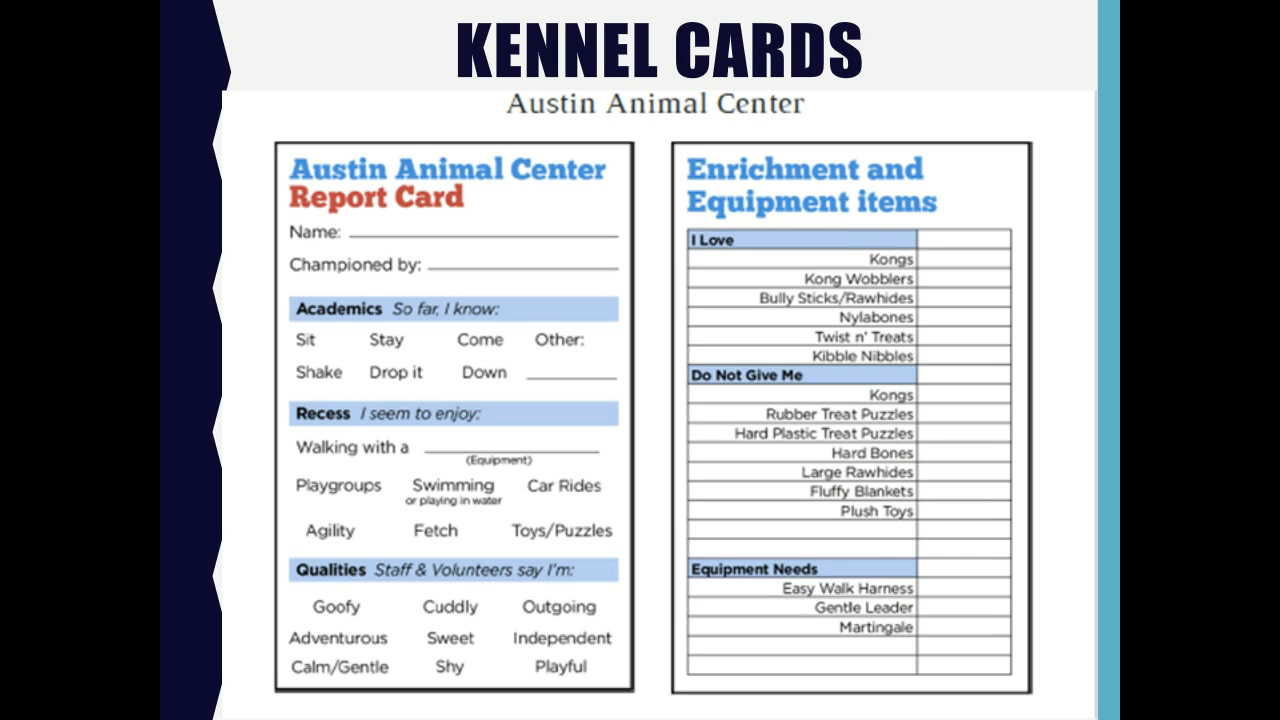 KENNEL CARDS
Austin Animal Center
Austin Animal Center
Report Card
Name:
Championed by:
Academics So far, I know:
Sit Stay Come Other:
Shake Drop it Down
Recess I seem to enjoy:
Walking with a
(Equipment)
Playgroups Swimming Car Rides
or playing in water
Agility Fetch Toys/Puzzles
Qualities Staff & Volunteers say I'm:
Goofy Cuddly Outgoing
Adventurous Sweet Independent
Calm/Gentle Shy Playful
Enrichment and
Equipment items
I Love
Kongs
Kong Wobblers
Bully Sticks/Rawhides
Nylabones
Twist n' Treats
Kibble Nibbles
Do Not Give Me
Kongs
Rubber Treat Puzzles
Hard Plastic Treat Puzzles
Hard Bones
Large Rawhides
Fluffy Blankets
Plush Toys
Equipment Needs
Easy Walk Harness
Gentle Leader
Martingale